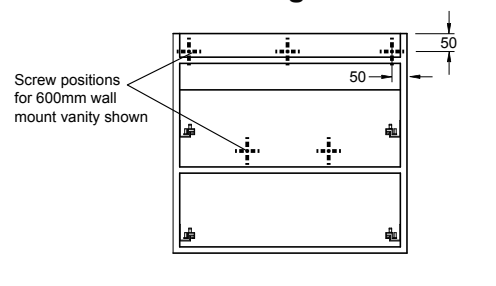 50
50
Screw positions
for 600mm wall
mount vanity shown